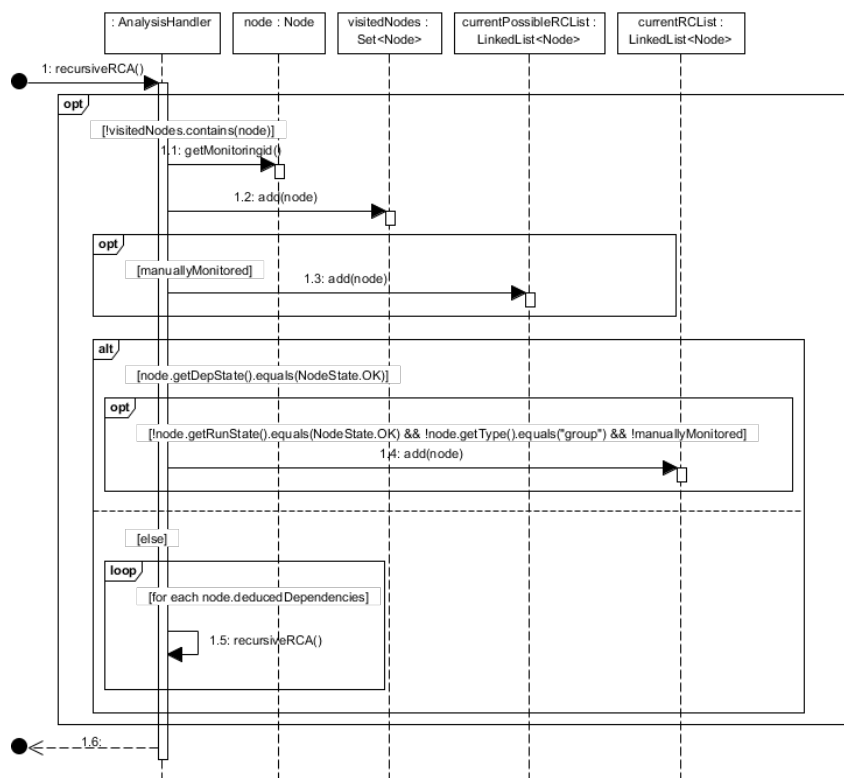 : AnalysisHandler
node : Node
visitedNodes :
Set<Node>
currentPossibleRCList :
LinkedList<Node>
currentRCList :
LinkedList<Node>
1: recursiveRCA()
opt
[!visitedNodes.contains(node)]
1.1: getMonitoringid()
1.2: add(node)
opt
[manuallyMonitored]
1.3: add(node)
alt
[node.getDepState().equals(NodeState.OK)]
opt
[!node.getRunState().equals(NodeState.OK) && !node.getType().equals("group") && !manuallyMonitored]
1.4: add(node)
[else]
loop
[for each node.deducedDependencies]
1.5: recursiveRCA()
1.6: